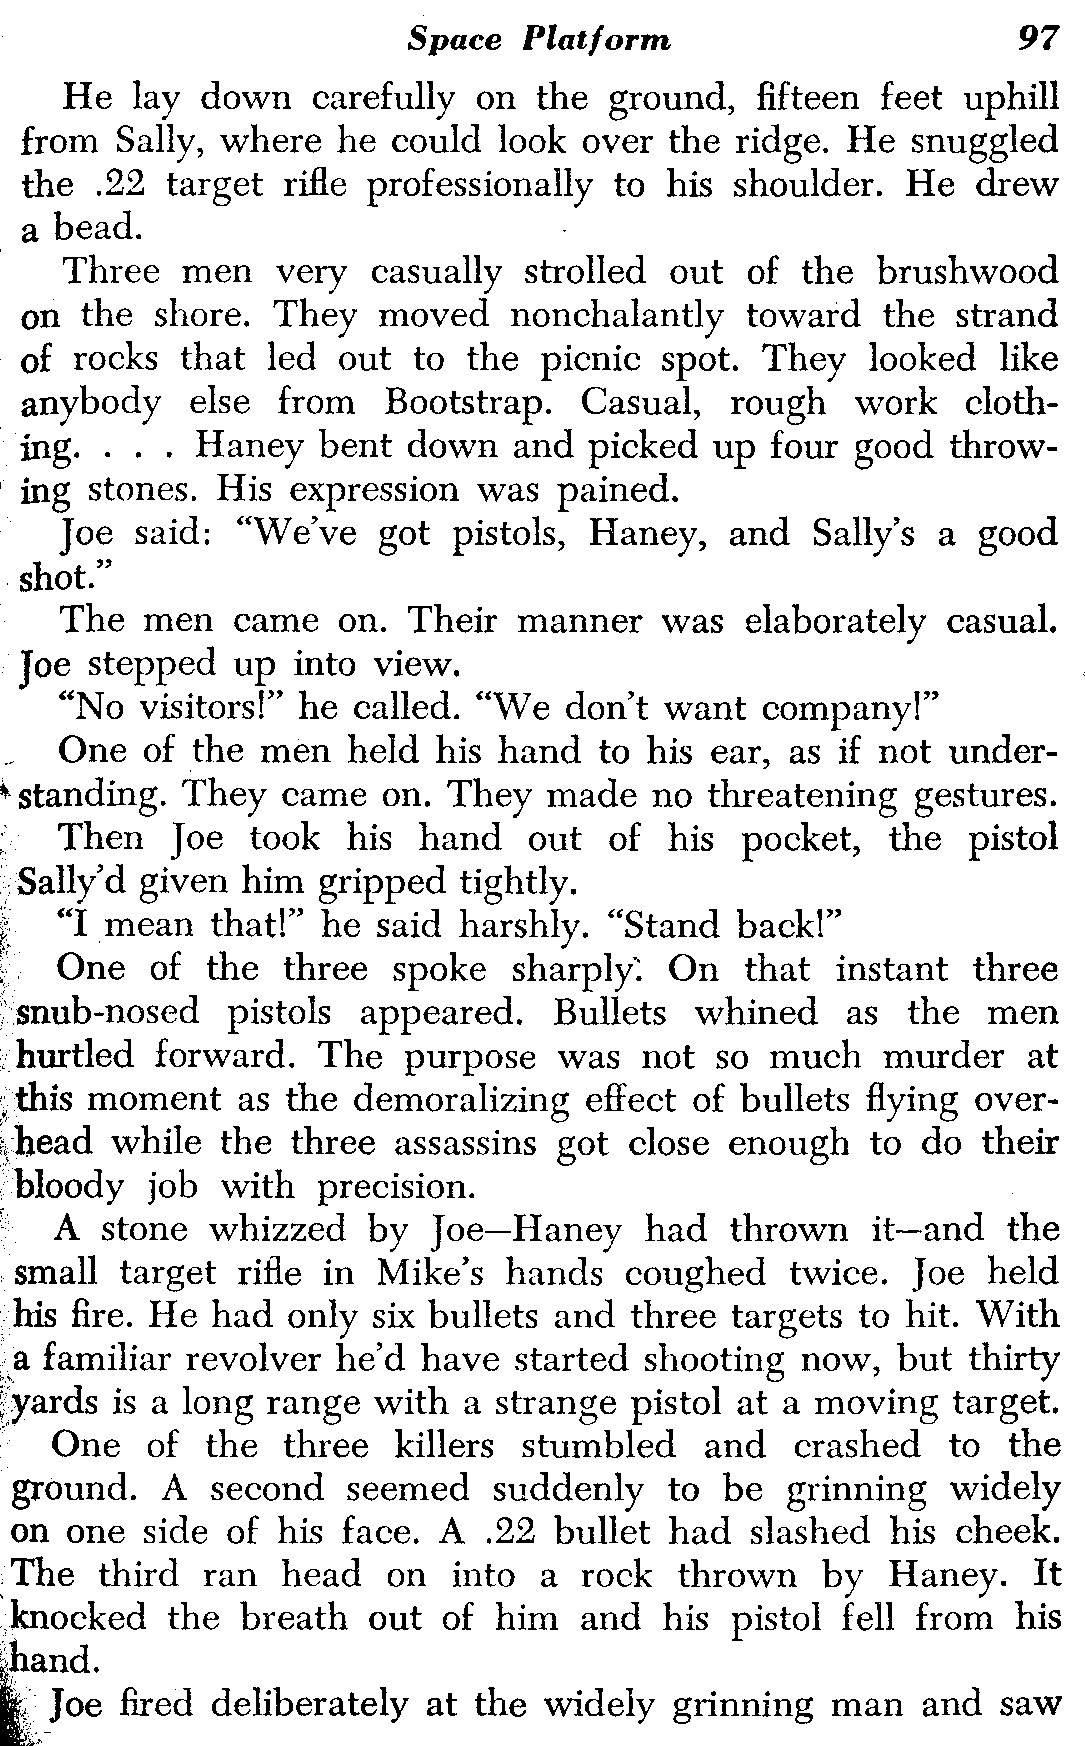 Space Platform 97
He lay down carefully on the ground, fifteen feet uphill
from Sally, where he could look over the ridge. He snuggled
the .22 target rifle professionally to his shoulder. He drew
a bead.
Three men very casually strolled out of the brushwood
on the shore. They moved nonchalantly toward the strand
of rocks that led out to the picnic spot. They looked like
anybody else from Bootstrap. Casual, rough work cloth-
ing. . . . Haney bent down and picked up four good throw-
ing stones. His expression was pained.
Joe said: “We’ve got pistols, Haney, and Sally’s a good
shot.”
The men came on. Their manner was elaborately casual.
Joe stepped up into view.
“No visitors!” he called. “We don’t want company!”
One of the men held his hand to his ear, as if not under-
standing. They came on. They made no threatening gestures.
Then Joe took his hand out of his pocket, the pistol
Sally’d given him gripped tightly.
“I mean that!” he said harshly. “Stand back!”
One of the three spoke sharply. On that instant three
snub-nosed pistols appeared. Bullets whined as the men
hurtled forward. The purpose was not so much murder at
this moment as the demoralizing effect of bullets flying over-
head while the three assassins got close enough to do their
bloody job with precision.
A stone whizzed by Joe—Haney had thrown it—and the
small target rifle in Mike’s hands coughed twice. Joe held
his fire. He had only six bullets and three targets to hit. With
a familiar revolver he’d have started shooting now, but thirty
yards is a long range with a strange pistol at a moving target.
One of the three killers stumbled and crashed to the
ground. A second seemed suddenly to be grinning widely
on one side of his face. A .22 bullet had slashed his cheek.
The third ran head on into a rock thrown by Haney. It
knocked the breath out of him and his pistol fell from his
hand.
Joe fired deliberately at the widely grinning man and saw